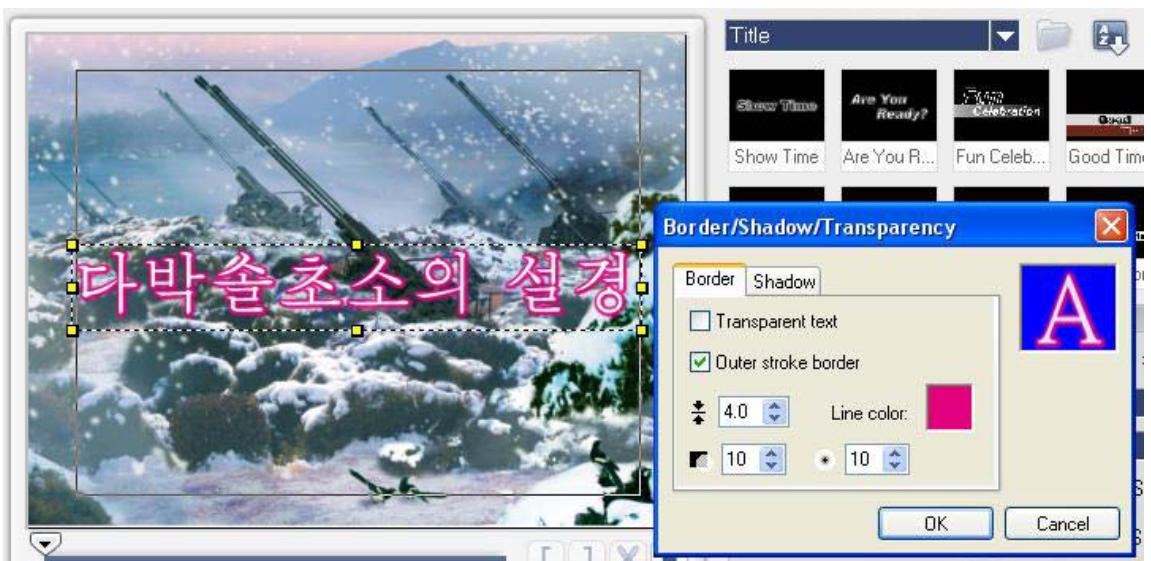 Title
Show Time
Are You
Ready?
Fun
Celebration
Good
Show Time
Are You R...
Fun Celeb...
Good Tim
다박솔초소의 설경
Border/Shadow/Transparency
Border
Shadow
A
Transparent text
Outer stroke border
4.0
Line color:
10
10
OK
Cancel